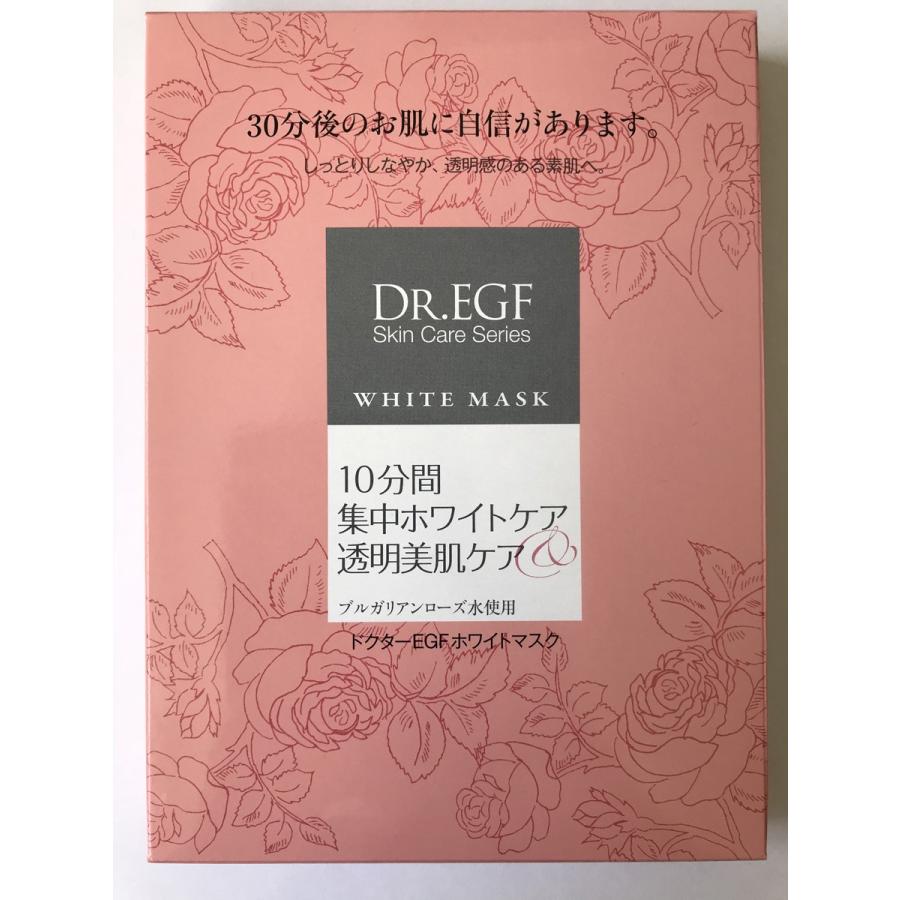 30分後のお肌に自信があります。
しっとりしなやか、透明感のある素肌へ。
DR.EGF
Skin Care Series
WHITE MASK
10分間
集中ホワイトケア
&
透明美肌ケア
ブルガリアンローズ水使用
ドクターEGFホワイトマスク